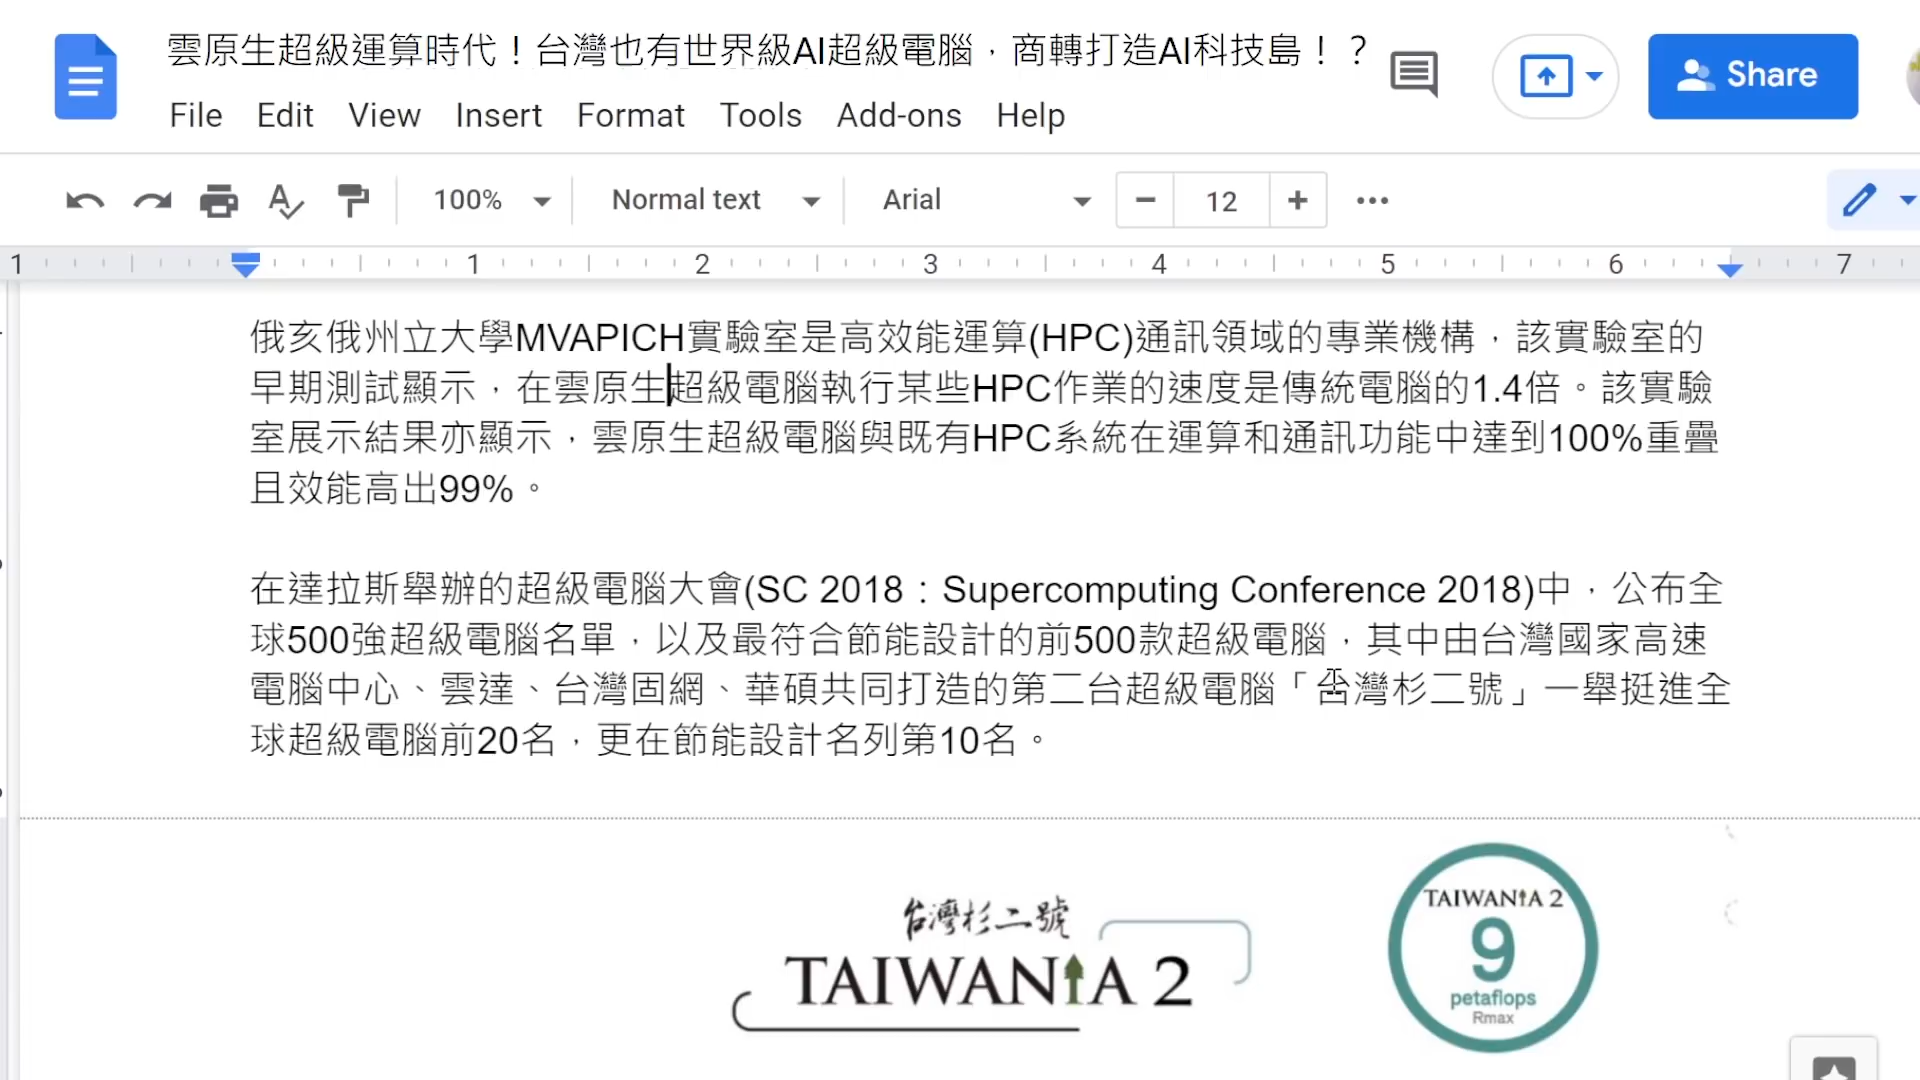 雲原生超級運算時代！台灣也有世界級AI超級電腦，商轉打造AI科技島！？
Share
File Edit View Insert Format Tools Add-ons Help
100% Normal text Arial 12
1 1 2 3 4 5 6 7
俄亥俄州立大學MVAPICH實驗室是高效能運算(HPC)通訊領域的專業機構，該實驗室的
早期測試顯示，在雲原生超級電腦執行某些HPC作業的速度是傳統電腦的1.4倍。該實驗
室展示結果亦顯示，雲原生超級電腦與既有HPC系統在運算和通訊功能中達到100%重疊
且效能高出99%。
在達拉斯舉辦的超級電腦大會(SC 2018：Supercomputing Conference 2018)中，公布全
球500強超級電腦名單，以及最符合節能設計的前500款超級電腦，其中由台灣國家高速
電腦中心、雲達、台灣固網、華碩共同打造的第二台超級電腦「台灣杉二號」一舉挺進全
球超級電腦前20名，更在節能設計名列第10名。
台灣杉二號
TAIWANIA 2
TAIWANIA 2
9
petaflops
Rmax